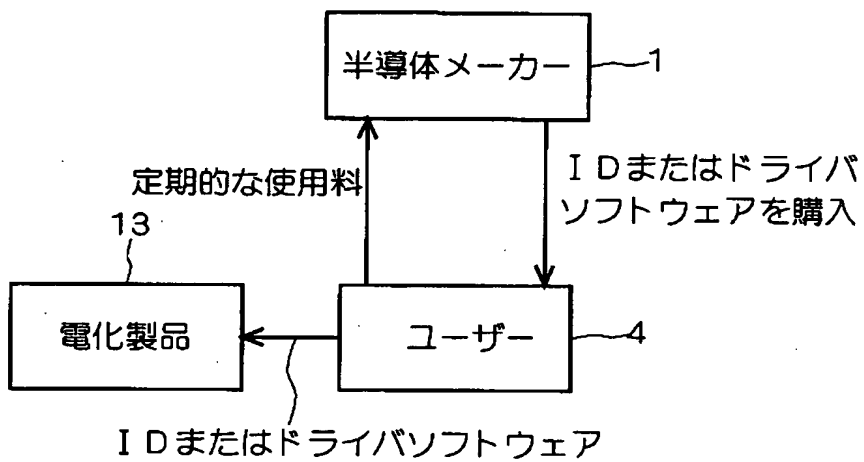 半導体メーカー
1
定期的な使用料
IDまたはドライバ
ソフトウェアを購入
13
電化製品
ユーザー
4
IDまたはドライバソフトウェア